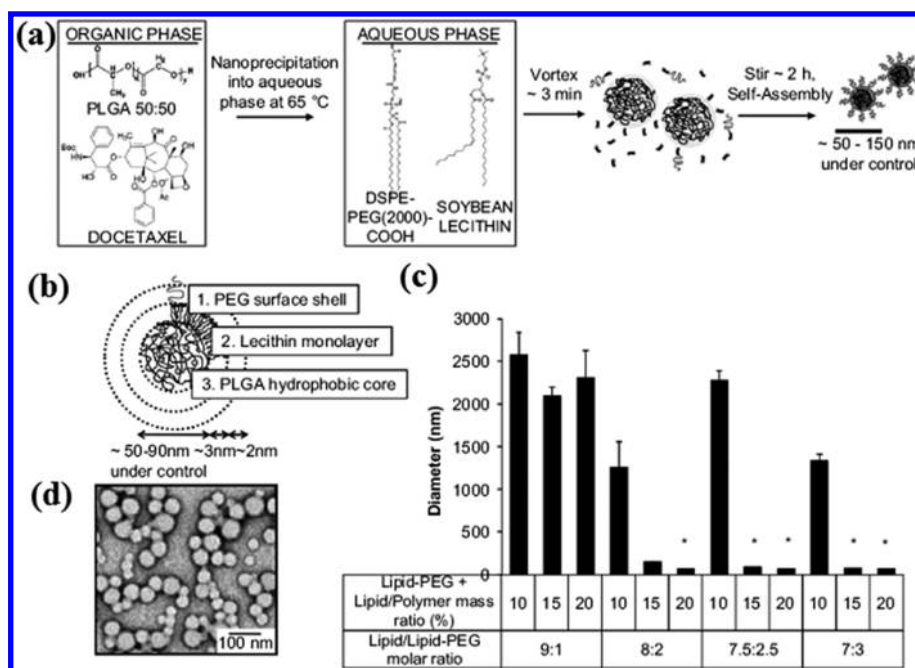 (a)
ORGANIC PHASE
PLGA 50:50
DOCETAXEL
Nanoprecipitation
into aqueous
phase at 65 °C
AQUEOUS PHASE
DSPE-
PEG(2000)-
COOH
SOYBEAN
LECITHIN
Vortex
~ 3 min
Stir ~ 2 h,
Self-Assembly
~ 50 - 150 nm
under control
(b)
1. PEG surface shell
2. Lecithin monolayer
3. PLGA hydrophobic core
~ 50-90nm ~3nm ~2nm
under control
(c)
Diameter (nm)
3000
2500
2000
1500
1000
500
0
* * * * *
Lipid-PEG +
Lipid/Polymer mass
ratio (%)
10 15 20 10 15 20 10 15 20 10 15 20
Lipid/Lipid-PEG
molar ratio
9:1 8:2 7.5:2.5 7:3
(d)
100 nm